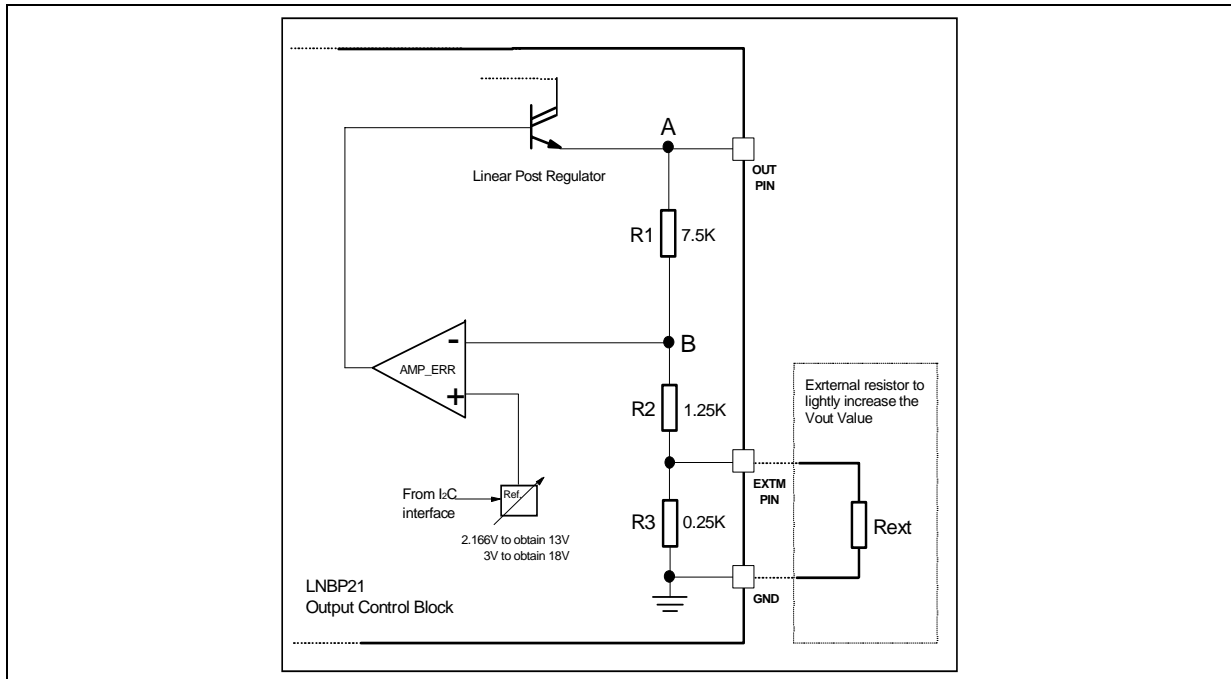 A
OUT
PIN
Linear Post Regulator
R1 7.5K
B
-
AMP_ERR
+
Exrternal resistor to
lightly increase the
Vout Value
R2 1.25K
EXTM
PIN
From I2C
interface
Ref.
R3 0.25K
Rext
2.166V to obtain 13V
3V to obtain 18V
LNBP21
Output Control Block
GND